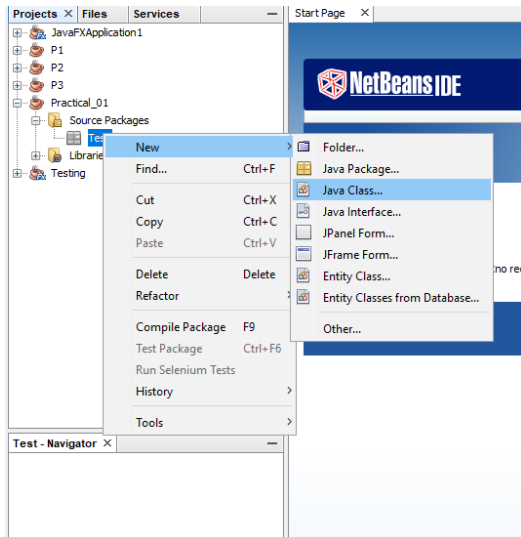 Projects × Files Services
Start Page ×
JavaFXApplication1
P1
P2
P3
Practical_01
Source Packages
Tes
Librarie
Testing
NetBeans IDE
New
Find... Ctrl+F
Cut Ctrl+X
Copy Ctrl+C
Paste Ctrl+V
Delete Delete
Refactor
Compile Package F9
Test Package Ctrl+F6
Run Selenium Tests
History
Tools
Folder...
Java Package...
Java Class...
Java Interface...
JPanel Form...
JFrame Form...
Entity Class...
Entity Classes from Database...
Other...
Test - Navigator ×